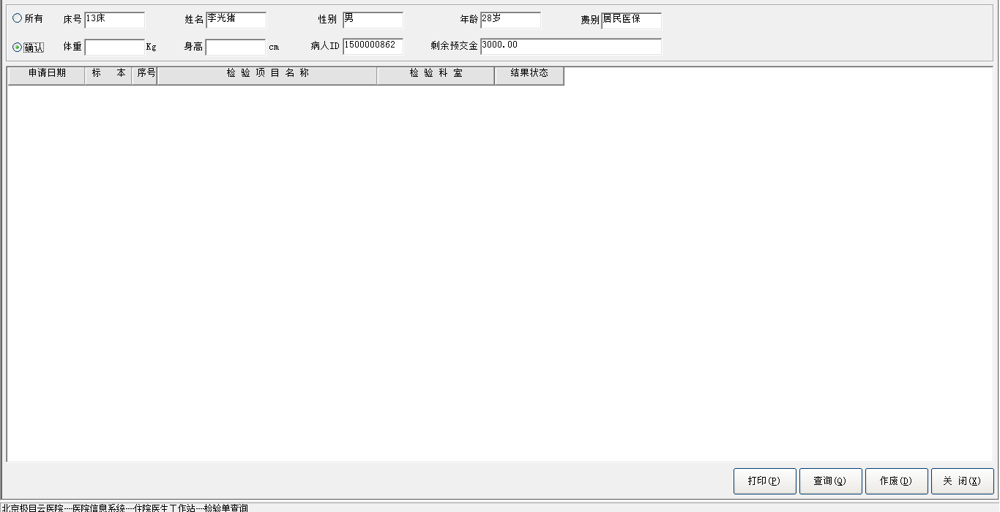 所有 床号 13床 姓名 李光猪 性别 男 年龄 28岁 费别 居民医保
确认 体重 Kg 身高 cm 病人ID 1500000862 剩余预交金 3000.00
申请日期 标 本 序号 检 验 项 目 名 称 检 验 科 室 结果状态
打印(P) 查询(Q) 作废(D) 关 闭(X)
北京极目云医院---医院信息系统---住院医生工作站---检验单查询